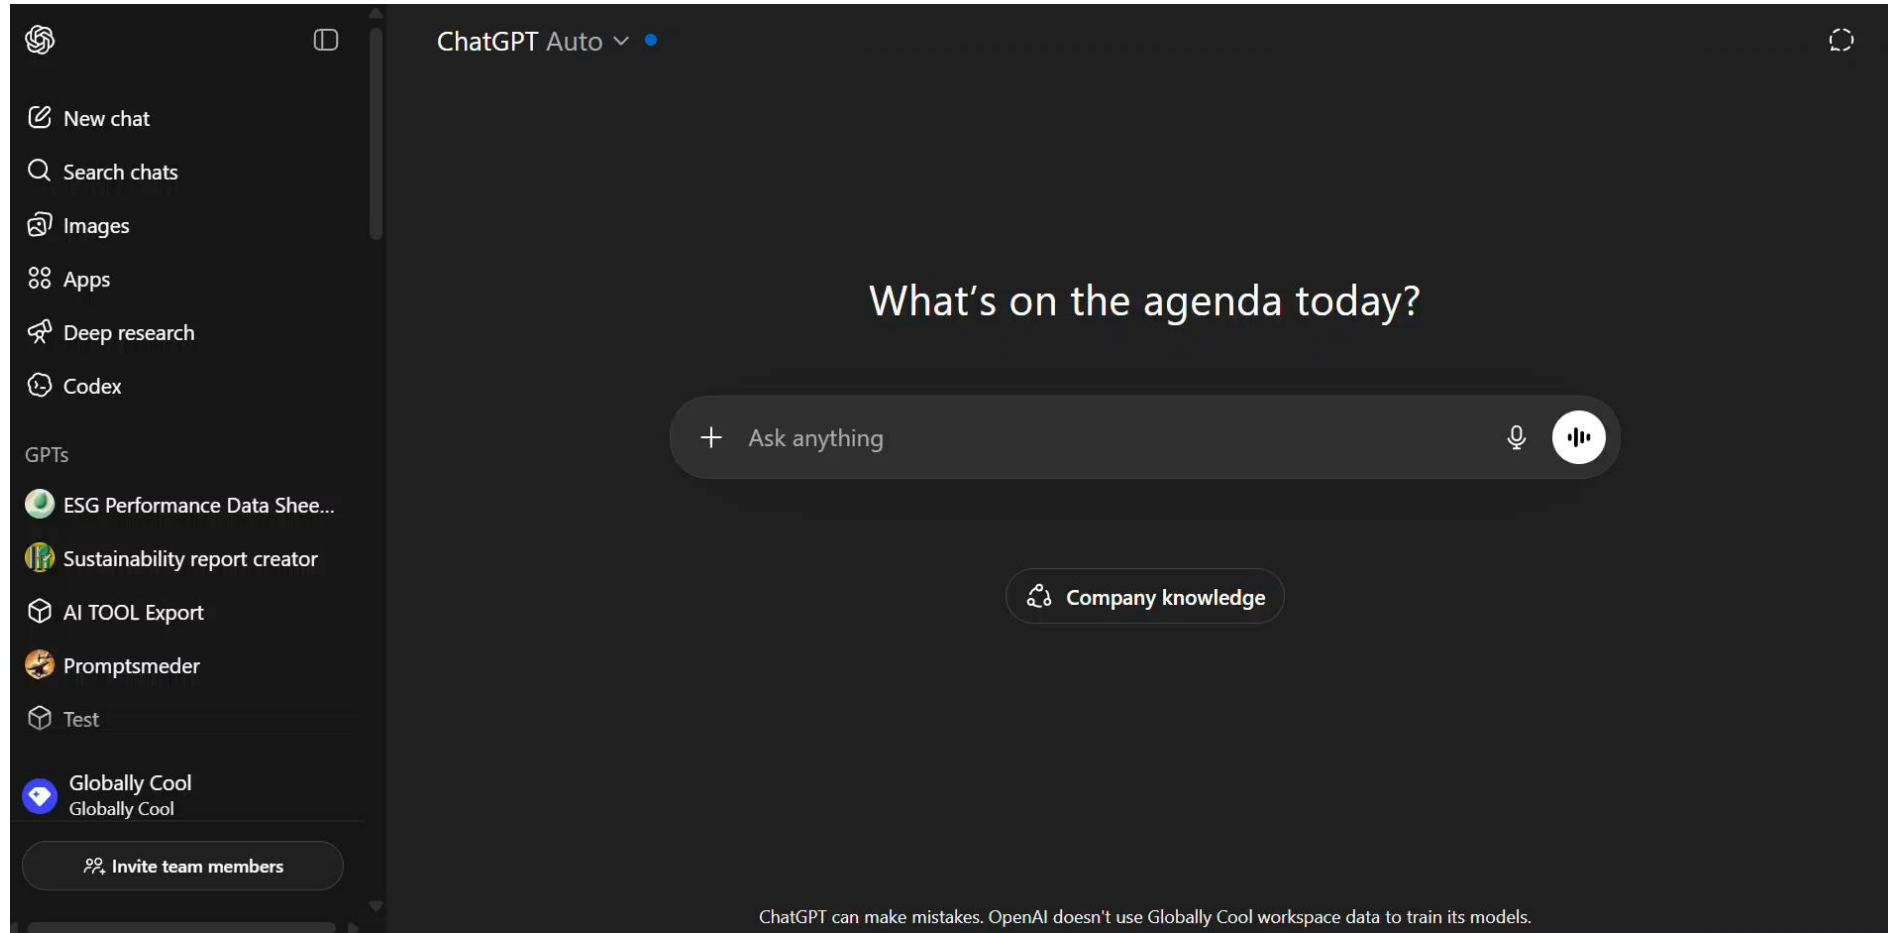 ChatGPT Auto
New chat
Search chats
Images
Apps
Deep research
Codex
GPTs
ESG Performance Data Shee...
Sustainability report creator
AI TOOL Export
Promptsmeder
Test
Globally Cool
Globally Cool
Invite team members
What's on the agenda today?
Ask anything
Company knowledge
ChatGPT can make mistakes. OpenAI doesn't use Globally Cool workspace data to train its models.